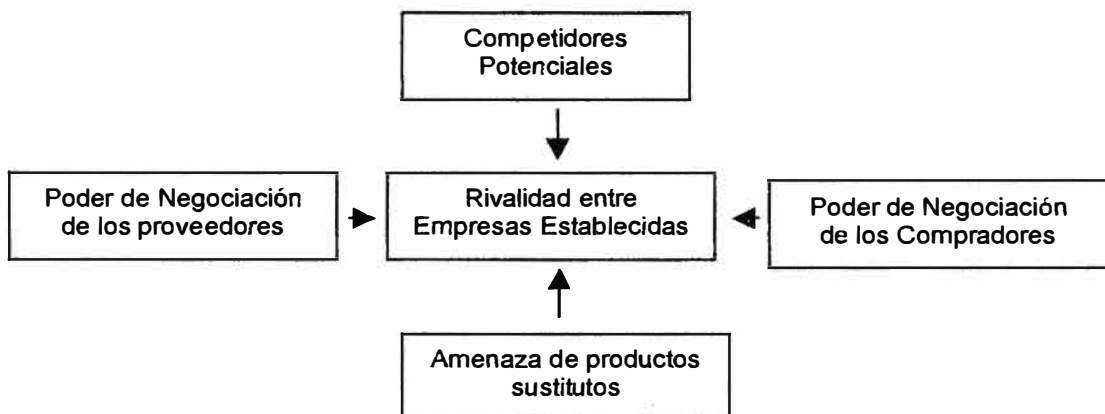 Competidores
Potenciales
Poder de Negociación
de los proveedores
Rivalidad entre
Empresas Establecidas
Poder de Negociación
de los Compradores
Amenaza de productos
sustitutos